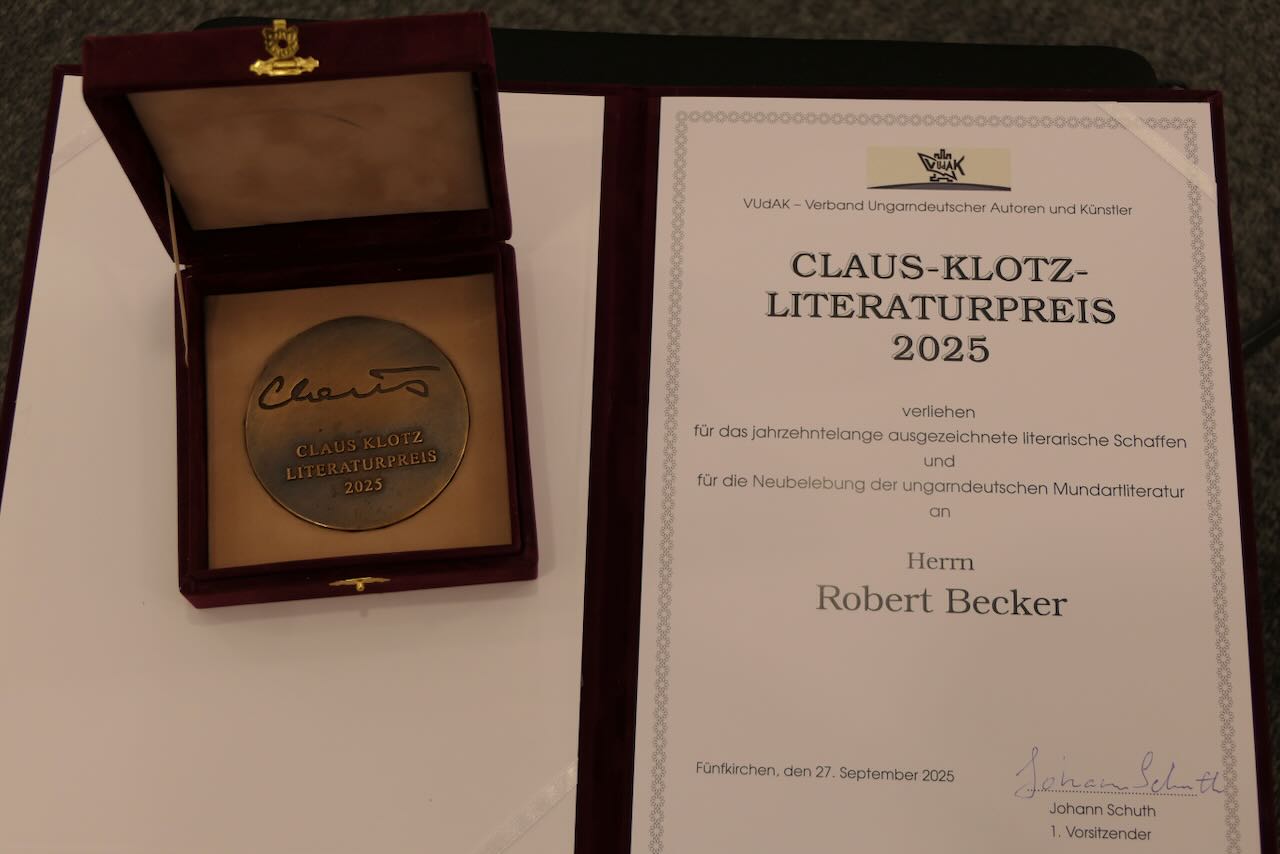 Claus
CLAUS KLOTZ
LITERATURPREIS
2025
VUdAK
VUdAK – Verband Ungarndeutscher Autoren und Künstler
CLAUS-KLOTZ-
LITERATURPREIS
2025
verliehen
für das jahrzehntelange ausgezeichnete literarische Schaffen
und
für die Neubelebung der ungarndeutschen Mundartliteratur
an
Herrn
Robert Becker
Fünfkirchen, den 27. September 2025
Johann Schuth
Johann Schuth
1. Vorsitzender